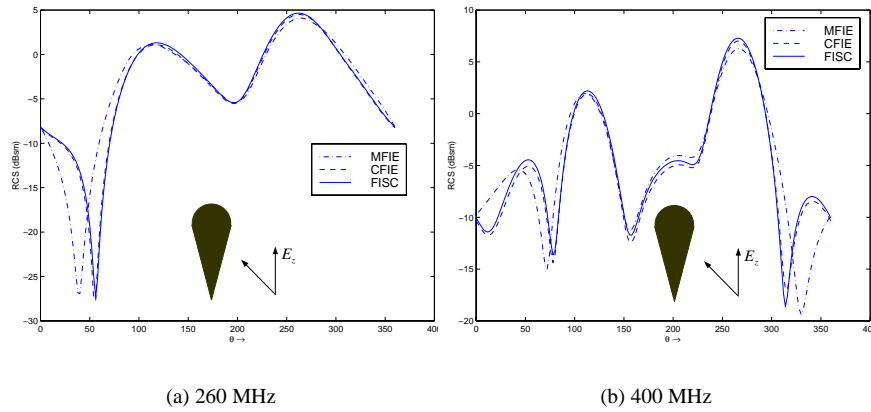 5
0
−5
−10
−15
−20
−25
−30
RCS (dBsm)
0 50 100 150 200 250 300 350 400
θ →
MFIE
CFIE
FISC
E_z
(a) 260 MHz
10
5
0
−5
−10
−15
−20
RCS (dBsm)
0 50 100 150 200 250 300 350 400
θ →
MFIE
CFIE
FISC
E_z
(b) 400 MHz